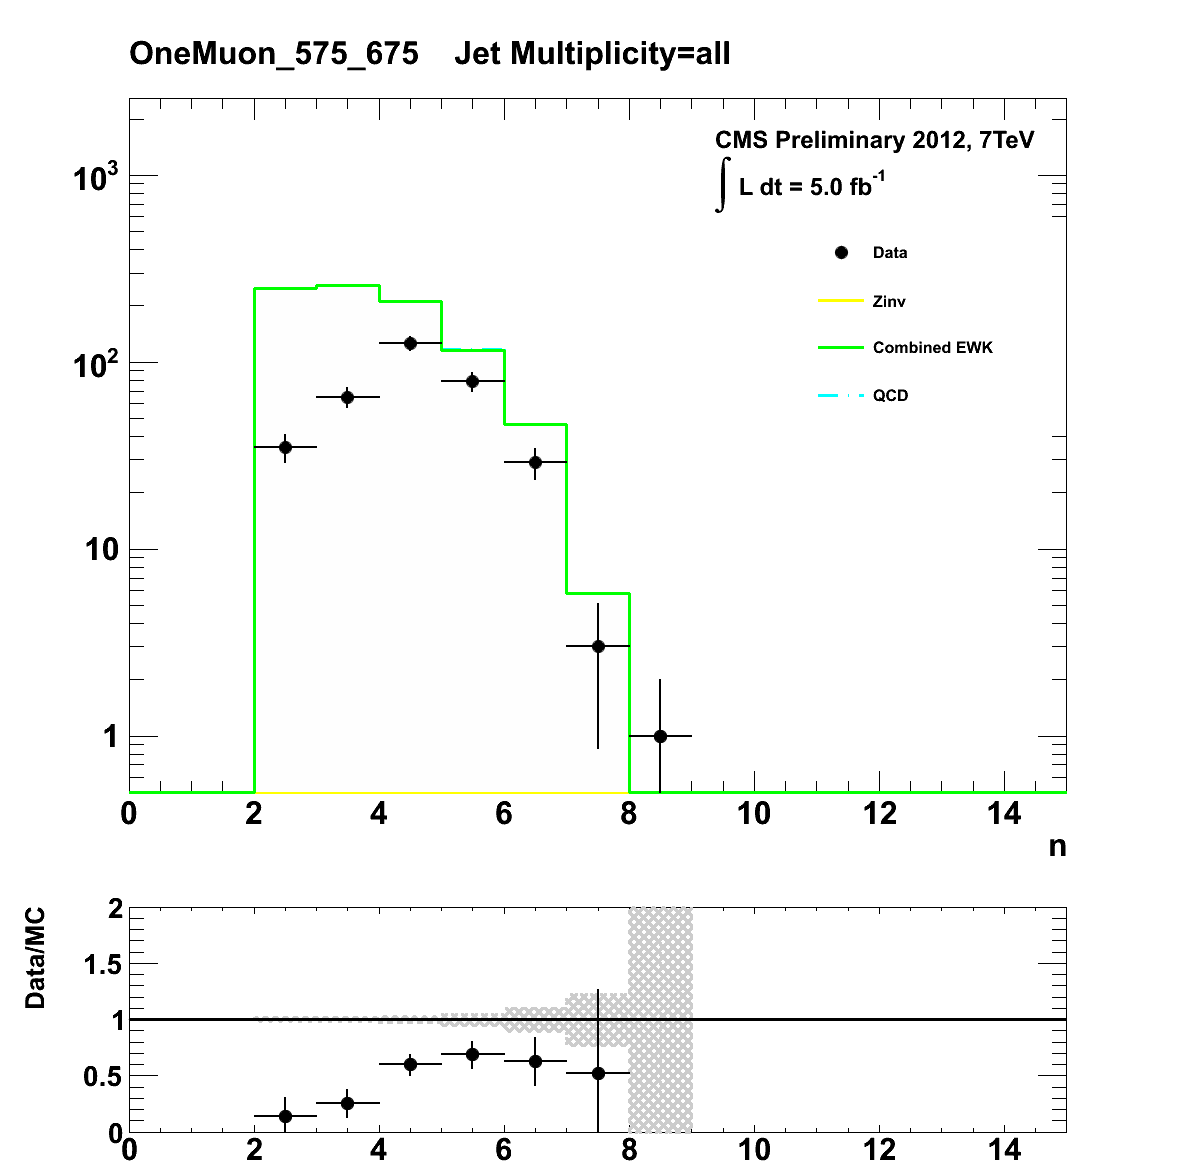 OneMuon_575_675 Jet Multiplicity=all
CMS Preliminary 2012, 7TeV
∫ L dt = 5.0 fb⁻¹
Data
Zinv
Combined EWK
QCD
10³
10²
10
1
0 2 4 6 8 10 12 14
n
Data/MC
2
1.5
1
0.5
0
0 2 4 6 8 10 12 14